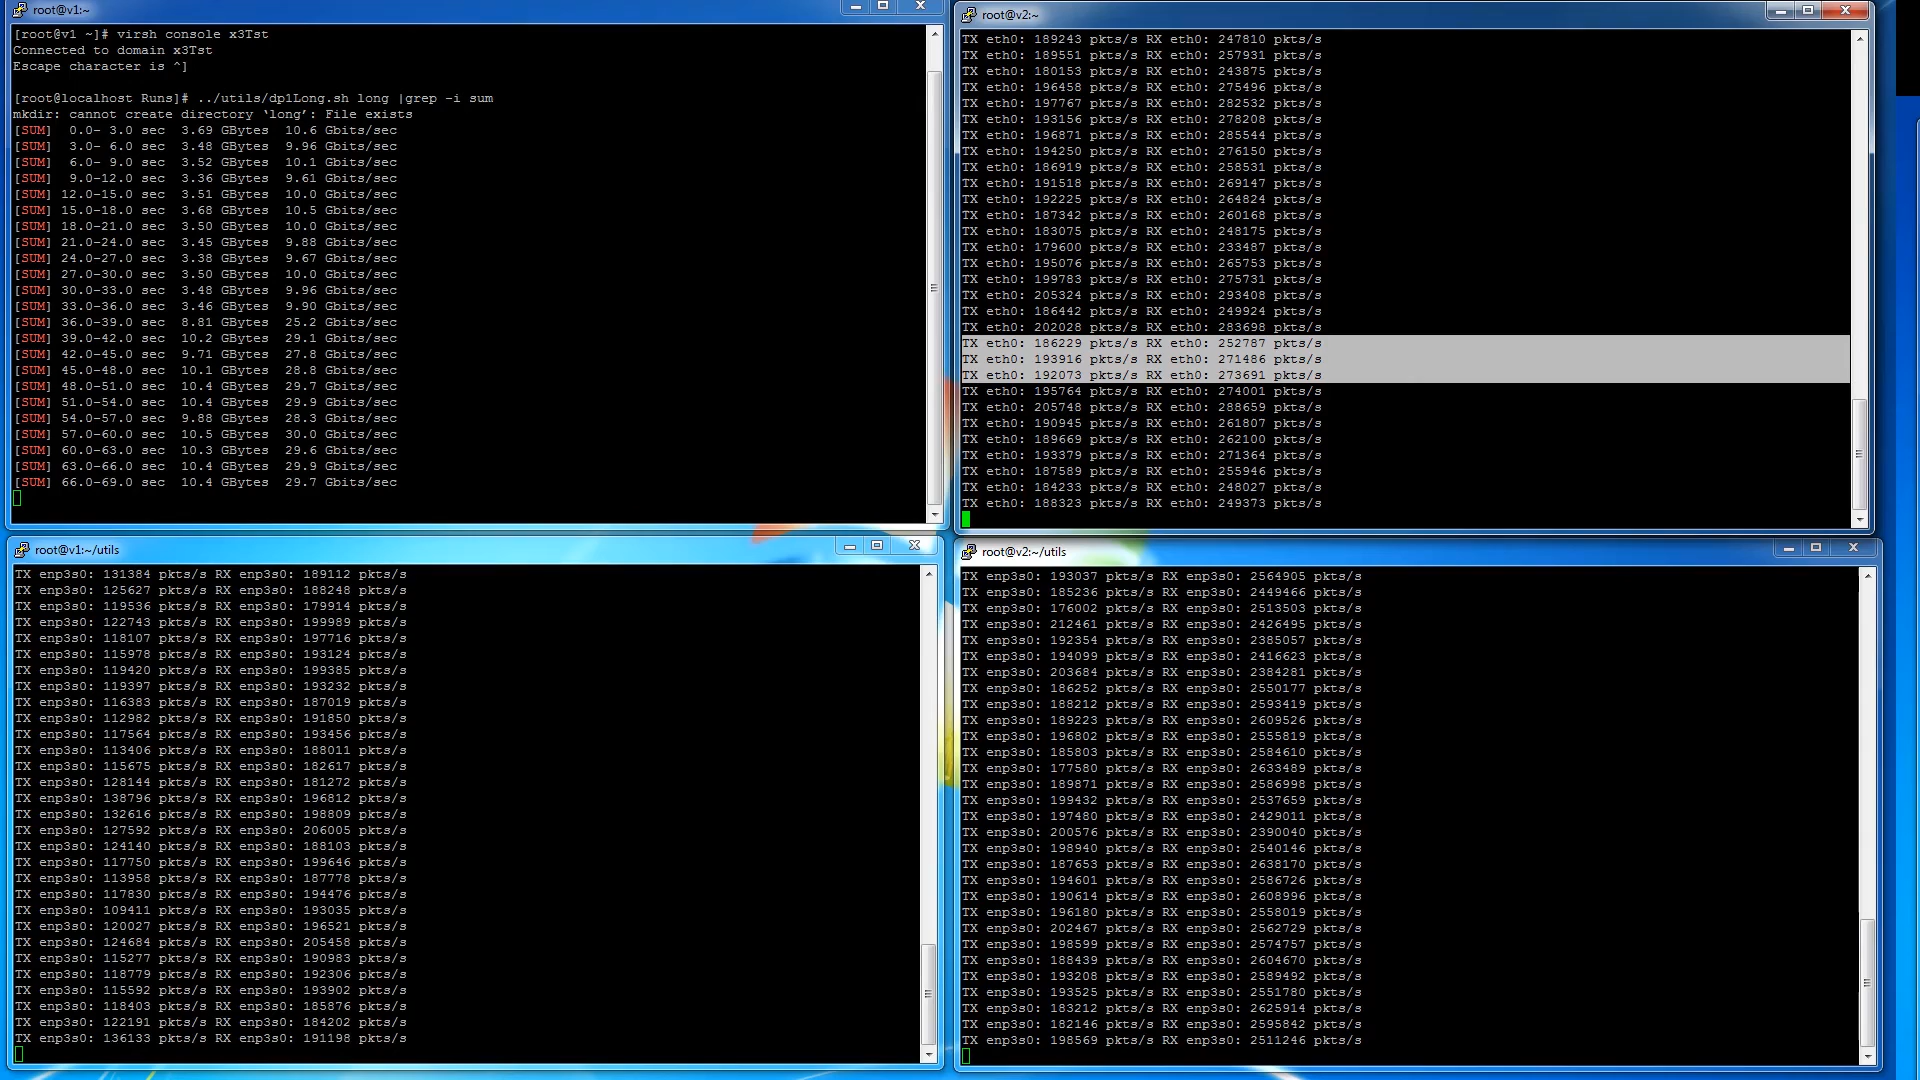 root@v1:~
[root@v1 ~]# virsh console x3Tst
Connected to domain x3Tst
Escape character is ^]
[root@localhost Runs]# ../utils/dp1Long.sh long |grep -i sum
mkdir: cannot create directory 'long': File exists
[SUM]  0.0- 3.0 sec  3.69 GBytes  10.6 Gbits/sec
[SUM]  3.0- 6.0 sec  3.48 GBytes  9.96 Gbits/sec
[SUM]  6.0- 9.0 sec  3.52 GBytes  10.1 Gbits/sec
[SUM]  9.0-12.0 sec  3.36 GBytes  9.61 Gbits/sec
[SUM] 12.0-15.0 sec  3.51 GBytes  10.0 Gbits/sec
[SUM] 15.0-18.0 sec  3.68 GBytes  10.5 Gbits/sec
[SUM] 18.0-21.0 sec  3.50 GBytes  10.0 Gbits/sec
[SUM] 21.0-24.0 sec  3.45 GBytes  9.88 Gbits/sec
[SUM] 24.0-27.0 sec  3.38 GBytes  9.67 Gbits/sec
[SUM] 27.0-30.0 sec  3.50 GBytes  10.0 Gbits/sec
[SUM] 30.0-33.0 sec  3.48 GBytes  9.96 Gbits/sec
[SUM] 33.0-36.0 sec  3.46 GBytes  9.90 Gbits/sec
[SUM] 36.0-39.0 sec  8.81 GBytes  25.2 Gbits/sec
[SUM] 39.0-42.0 sec  10.2 GBytes  29.1 Gbits/sec
[SUM] 42.0-45.0 sec  9.71 GBytes  27.8 Gbits/sec
[SUM] 45.0-48.0 sec  10.1 GBytes  28.8 Gbits/sec
[SUM] 48.0-51.0 sec  10.4 GBytes  29.7 Gbits/sec
[SUM] 51.0-54.0 sec  10.4 GBytes  29.9 Gbits/sec
[SUM] 54.0-57.0 sec  9.88 GBytes  28.3 Gbits/sec
[SUM] 57.0-60.0 sec  10.5 GBytes  30.0 Gbits/sec
[SUM] 60.0-63.0 sec  10.3 GBytes  29.6 Gbits/sec
[SUM] 63.0-66.0 sec  10.4 GBytes  29.9 Gbits/sec
[SUM] 66.0-69.0 sec  10.4 GBytes  29.7 Gbits/sec
root@v2:~
TX eth0: 189243 pkts/s RX eth0: 247810 pkts/s
TX eth0: 189551 pkts/s RX eth0: 257931 pkts/s
TX eth0: 180153 pkts/s RX eth0: 243875 pkts/s
TX eth0: 196458 pkts/s RX eth0: 275496 pkts/s
TX eth0: 197767 pkts/s RX eth0: 282532 pkts/s
TX eth0: 193156 pkts/s RX eth0: 278208 pkts/s
TX eth0: 196871 pkts/s RX eth0: 285544 pkts/s
TX eth0: 194250 pkts/s RX eth0: 276150 pkts/s
TX eth0: 186919 pkts/s RX eth0: 258531 pkts/s
TX eth0: 191518 pkts/s RX eth0: 269147 pkts/s
TX eth0: 192225 pkts/s RX eth0: 264824 pkts/s
TX eth0: 187342 pkts/s RX eth0: 260168 pkts/s
TX eth0: 183075 pkts/s RX eth0: 248175 pkts/s
TX eth0: 179600 pkts/s RX eth0: 233487 pkts/s
TX eth0: 195076 pkts/s RX eth0: 265753 pkts/s
TX eth0: 199783 pkts/s RX eth0: 275731 pkts/s
TX eth0: 205324 pkts/s RX eth0: 293408 pkts/s
TX eth0: 186442 pkts/s RX eth0: 249924 pkts/s
TX eth0: 202028 pkts/s RX eth0: 283698 pkts/s
TX eth0: 186229 pkts/s RX eth0: 252787 pkts/s
TX eth0: 193916 pkts/s RX eth0: 271486 pkts/s
TX eth0: 192073 pkts/s RX eth0: 273691 pkts/s
TX eth0: 195764 pkts/s RX eth0: 274001 pkts/s
TX eth0: 205748 pkts/s RX eth0: 288659 pkts/s
TX eth0: 190945 pkts/s RX eth0: 261807 pkts/s
TX eth0: 189669 pkts/s RX eth0: 262100 pkts/s
TX eth0: 193379 pkts/s RX eth0: 271364 pkts/s
TX eth0: 187589 pkts/s RX eth0: 255946 pkts/s
TX eth0: 184233 pkts/s RX eth0: 248027 pkts/s
TX eth0: 188323 pkts/s RX eth0: 249373 pkts/s
root@v1:~/utils
TX enp3s0: 131384 pkts/s RX enp3s0: 189112 pkts/s
TX enp3s0: 125627 pkts/s RX enp3s0: 188248 pkts/s
TX enp3s0: 119536 pkts/s RX enp3s0: 179914 pkts/s
TX enp3s0: 122743 pkts/s RX enp3s0: 199989 pkts/s
TX enp3s0: 118107 pkts/s RX enp3s0: 197716 pkts/s
TX enp3s0: 115978 pkts/s RX enp3s0: 193124 pkts/s
TX enp3s0: 119420 pkts/s RX enp3s0: 199385 pkts/s
TX enp3s0: 119397 pkts/s RX enp3s0: 193232 pkts/s
TX enp3s0: 116383 pkts/s RX enp3s0: 187019 pkts/s
TX enp3s0: 112982 pkts/s RX enp3s0: 191850 pkts/s
TX enp3s0: 117564 pkts/s RX enp3s0: 193456 pkts/s
TX enp3s0: 113406 pkts/s RX enp3s0: 188011 pkts/s
TX enp3s0: 115675 pkts/s RX enp3s0: 182617 pkts/s
TX enp3s0: 128144 pkts/s RX enp3s0: 181272 pkts/s
TX enp3s0: 138796 pkts/s RX enp3s0: 196812 pkts/s
TX enp3s0: 132616 pkts/s RX enp3s0: 198809 pkts/s
TX enp3s0: 127592 pkts/s RX enp3s0: 206005 pkts/s
TX enp3s0: 124140 pkts/s RX enp3s0: 188103 pkts/s
TX enp3s0: 117750 pkts/s RX enp3s0: 199646 pkts/s
TX enp3s0: 113958 pkts/s RX enp3s0: 187778 pkts/s
TX enp3s0: 117830 pkts/s RX enp3s0: 194476 pkts/s
TX enp3s0: 109411 pkts/s RX enp3s0: 193035 pkts/s
TX enp3s0: 120027 pkts/s RX enp3s0: 196521 pkts/s
TX enp3s0: 124684 pkts/s RX enp3s0: 205458 pkts/s
TX enp3s0: 115277 pkts/s RX enp3s0: 190983 pkts/s
TX enp3s0: 118779 pkts/s RX enp3s0: 192306 pkts/s
TX enp3s0: 115592 pkts/s RX enp3s0: 193902 pkts/s
TX enp3s0: 118403 pkts/s RX enp3s0: 185876 pkts/s
TX enp3s0: 122191 pkts/s RX enp3s0: 184202 pkts/s
TX enp3s0: 136133 pkts/s RX enp3s0: 191198 pkts/s
root@v2:~/utils
TX enp3s0: 193037 pkts/s RX enp3s0: 2564905 pkts/s
TX enp3s0: 185236 pkts/s RX enp3s0: 2449466 pkts/s
TX enp3s0: 176002 pkts/s RX enp3s0: 2513503 pkts/s
TX enp3s0: 212461 pkts/s RX enp3s0: 2426495 pkts/s
TX enp3s0: 192354 pkts/s RX enp3s0: 2385057 pkts/s
TX enp3s0: 194099 pkts/s RX enp3s0: 2416623 pkts/s
TX enp3s0: 203684 pkts/s RX enp3s0: 2384281 pkts/s
TX enp3s0: 186252 pkts/s RX enp3s0: 2550177 pkts/s
TX enp3s0: 188212 pkts/s RX enp3s0: 2593419 pkts/s
TX enp3s0: 189223 pkts/s RX enp3s0: 2609526 pkts/s
TX enp3s0: 196802 pkts/s RX enp3s0: 2555819 pkts/s
TX enp3s0: 185803 pkts/s RX enp3s0: 2584610 pkts/s
TX enp3s0: 177580 pkts/s RX enp3s0: 2633489 pkts/s
TX enp3s0: 189871 pkts/s RX enp3s0: 2586998 pkts/s
TX enp3s0: 199432 pkts/s RX enp3s0: 2537659 pkts/s
TX enp3s0: 197480 pkts/s RX enp3s0: 2429011 pkts/s
TX enp3s0: 200576 pkts/s RX enp3s0: 2390040 pkts/s
TX enp3s0: 198940 pkts/s RX enp3s0: 2540146 pkts/s
TX enp3s0: 187653 pkts/s RX enp3s0: 2638170 pkts/s
TX enp3s0: 194601 pkts/s RX enp3s0: 2586726 pkts/s
TX enp3s0: 190614 pkts/s RX enp3s0: 2608996 pkts/s
TX enp3s0: 196180 pkts/s RX enp3s0: 2558019 pkts/s
TX enp3s0: 202467 pkts/s RX enp3s0: 2562729 pkts/s
TX enp3s0: 198599 pkts/s RX enp3s0: 2574757 pkts/s
TX enp3s0: 188439 pkts/s RX enp3s0: 2604670 pkts/s
TX enp3s0: 193208 pkts/s RX enp3s0: 2589492 pkts/s
TX enp3s0: 193525 pkts/s RX enp3s0: 2551780 pkts/s
TX enp3s0: 183212 pkts/s RX enp3s0: 2625914 pkts/s
TX enp3s0: 182146 pkts/s RX enp3s0: 2595842 pkts/s
TX enp3s0: 198569 pkts/s RX enp3s0: 2511246 pkts/s